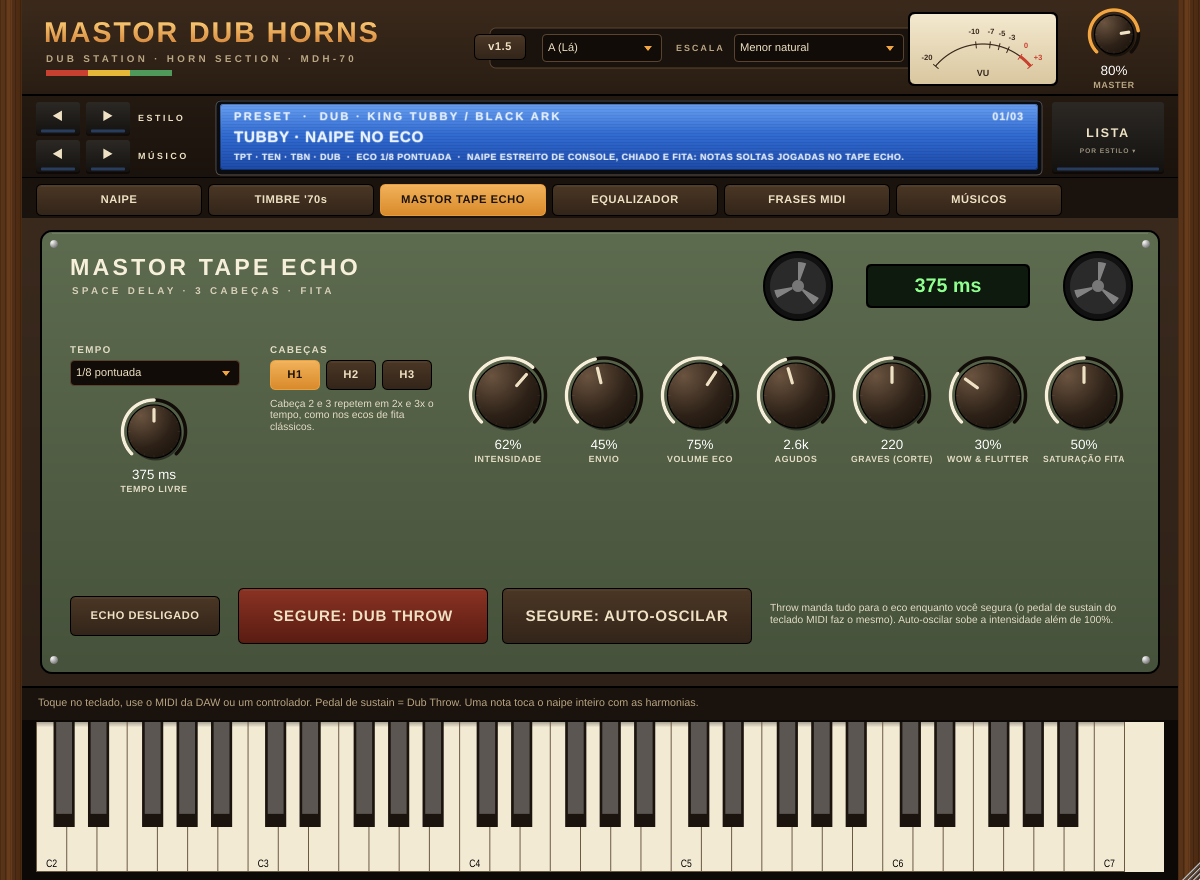 MASTOR DUB HORNS
DUB STATION · HORN SECTION · MDH-70
v1.5
A (Lá)
ESCALA
Menor natural
-20
-10
-7
-5
-3
0
+3
VU
80%
MASTER
ESTILO
MÚSICO
PRESET · DUB · KING TUBBY / BLACK ARK
01/03
TUBBY · NAIPE NO ECO
TPT · TEN · TBN · DUB · ECO 1/8 PONTUADA · NAIPE ESTREITO DE CONSOLE, CHIADO E FITA: NOTAS SOLTAS JOGADAS NO TAPE ECHO.
LISTA
POR ESTILO ▾
NAIPE
TIMBRE '70s
MASTOR TAPE ECHO
EQUALIZADOR
FRASES MIDI
MÚSICOS
MASTOR TAPE ECHO
SPACE DELAY · 3 CABEÇAS · FITA
375 ms
TEMPO
1/8 pontuada
375 ms
TEMPO LIVRE
CABEÇAS
H1
H2
H3
Cabeça 2 e 3 repetem em 2x e 3x o
tempo, como nos ecos de fita
clássicos.
62%
INTENSIDADE
45%
ENVIO
75%
VOLUME ECO
2.6k
AGUDOS
220
GRAVES (CORTE)
30%
WOW & FLUTTER
50%
SATURAÇÃO FITA
ECHO DESLIGADO
SEGURE: DUB THROW
SEGURE: AUTO-OSCILAR
Throw manda tudo para o eco enquanto você segura (o pedal de sustain do
teclado MIDI faz o mesmo). Auto-oscilar sobe a intensidade além de 100%.
Toque no teclado, use o MIDI da DAW ou um controlador. Pedal de sustain = Dub Throw. Uma nota toca o naipe inteiro com as harmonias.
C2
C3
C4
C5
C6
C7